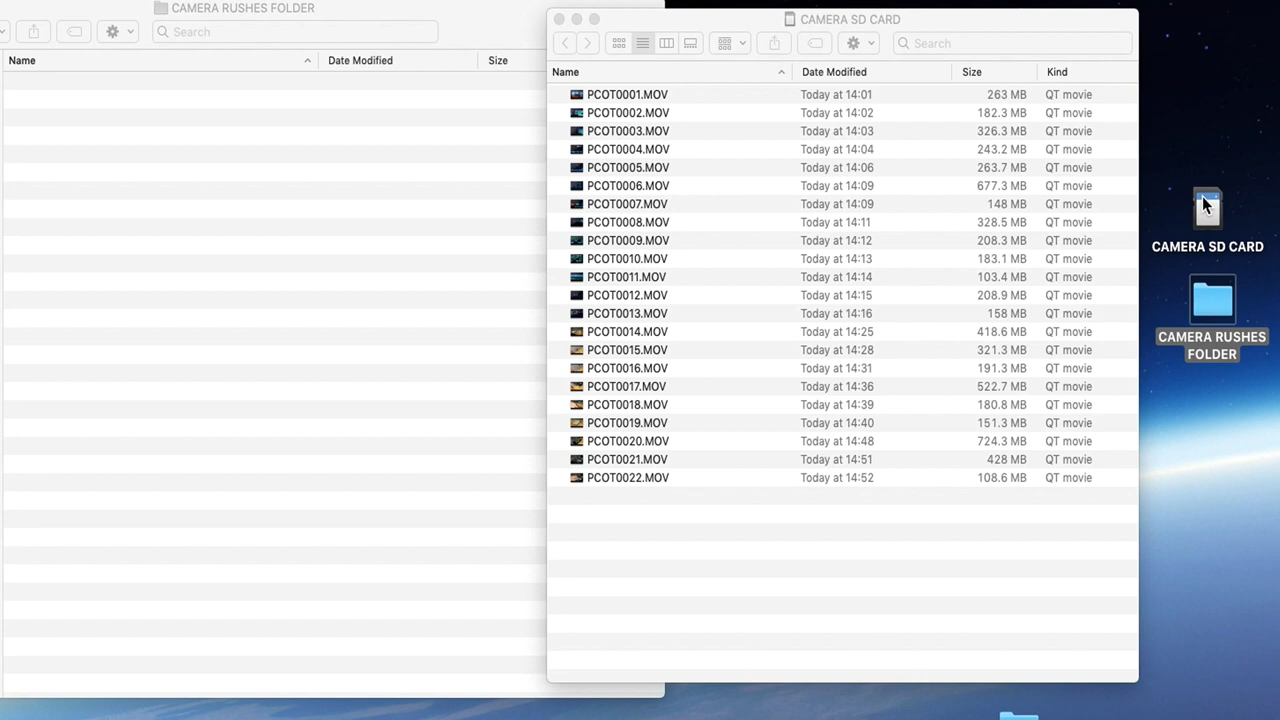 CAMERA RUSHES FOLDER
Search
Name Date Modified Size
CAMERA SD CARD
Search
Name Date Modified Size Kind
PCOT0001.MOV Today at 14:01 263 MB QT movie
PCOT0002.MOV Today at 14:02 182.3 MB QT movie
PCOT0003.MOV Today at 14:03 326.3 MB QT movie
PCOT0004.MOV Today at 14:04 243.2 MB QT movie
PCOT0005.MOV Today at 14:06 263.7 MB QT movie
PCOT0006.MOV Today at 14:09 677.3 MB QT movie
PCOT0007.MOV Today at 14:09 148 MB QT movie
PCOT0008.MOV Today at 14:11 328.5 MB QT movie
PCOT0009.MOV Today at 14:12 208.3 MB QT movie
PCOT0010.MOV Today at 14:13 183.1 MB QT movie
PCOT0011.MOV Today at 14:14 103.4 MB QT movie
PCOT0012.MOV Today at 14:15 208.9 MB QT movie
PCOT0013.MOV Today at 14:16 158 MB QT movie
PCOT0014.MOV Today at 14:25 418.6 MB QT movie
PCOT0015.MOV Today at 14:28 321.3 MB QT movie
PCOT0016.MOV Today at 14:31 191.3 MB QT movie
PCOT0017.MOV Today at 14:36 522.7 MB QT movie
PCOT0018.MOV Today at 14:39 180.8 MB QT movie
PCOT0019.MOV Today at 14:40 151.3 MB QT movie
PCOT0020.MOV Today at 14:48 724.3 MB QT movie
PCOT0021.MOV Today at 14:51 428 MB QT movie
PCOT0022.MOV Today at 14:52 108.6 MB QT movie
CAMERA SD CARD
CAMERA RUSHES
FOLDER